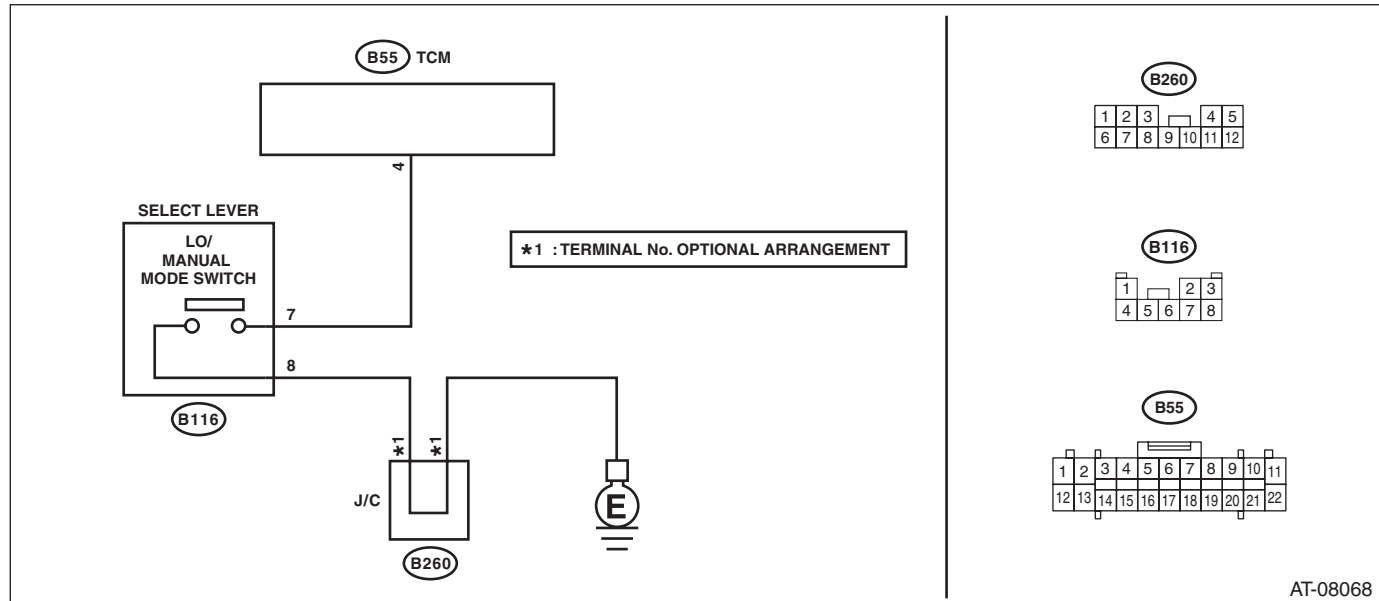 B55 TCM
4
SELECT LEVER
LO/
MANUAL
MODE SWITCH
7
8
B116
*1 : TERMINAL No. OPTIONAL ARRANGEMENT
*1 *1
J/C
B260
E
B260
1 2 3 4 5
6 7 8 9 10 11 12
B116
1 2 3
4 5 6 7 8
B55
1 2 3 4 5 6 7 8 9 10 11
12 13 14 15 16 17 18 19 20 21 22
AT-08068